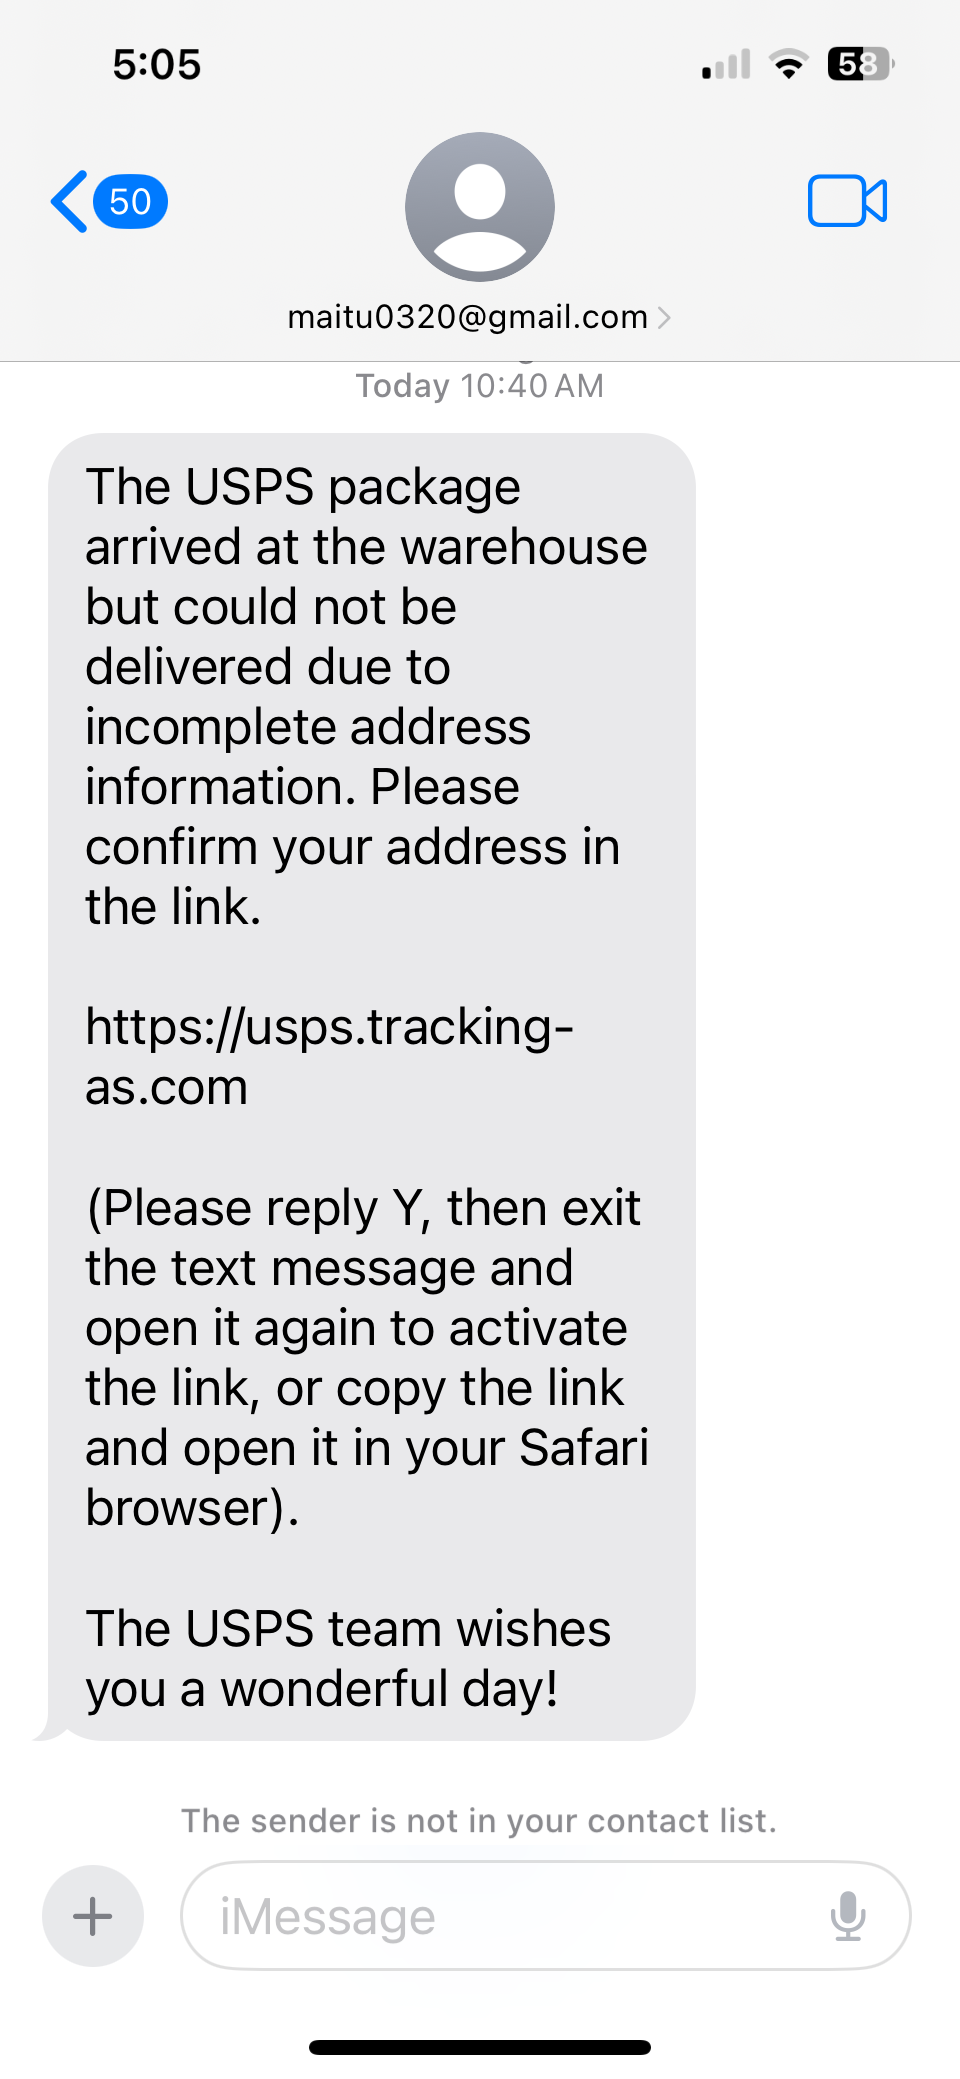 5:05
58
50
maitu0320@gmail.com
Today 10:40 AM
The USPS package
arrived at the warehouse
but could not be
delivered due to
incomplete address
information. Please
confirm your address in
the link.
https://usps.tracking-
as.com
(Please reply Y, then exit
the text message and
open it again to activate
the link, or copy the link
and open it in your Safari
browser).
The USPS team wishes
you a wonderful day!
The sender is not in your contact list.
iMessage